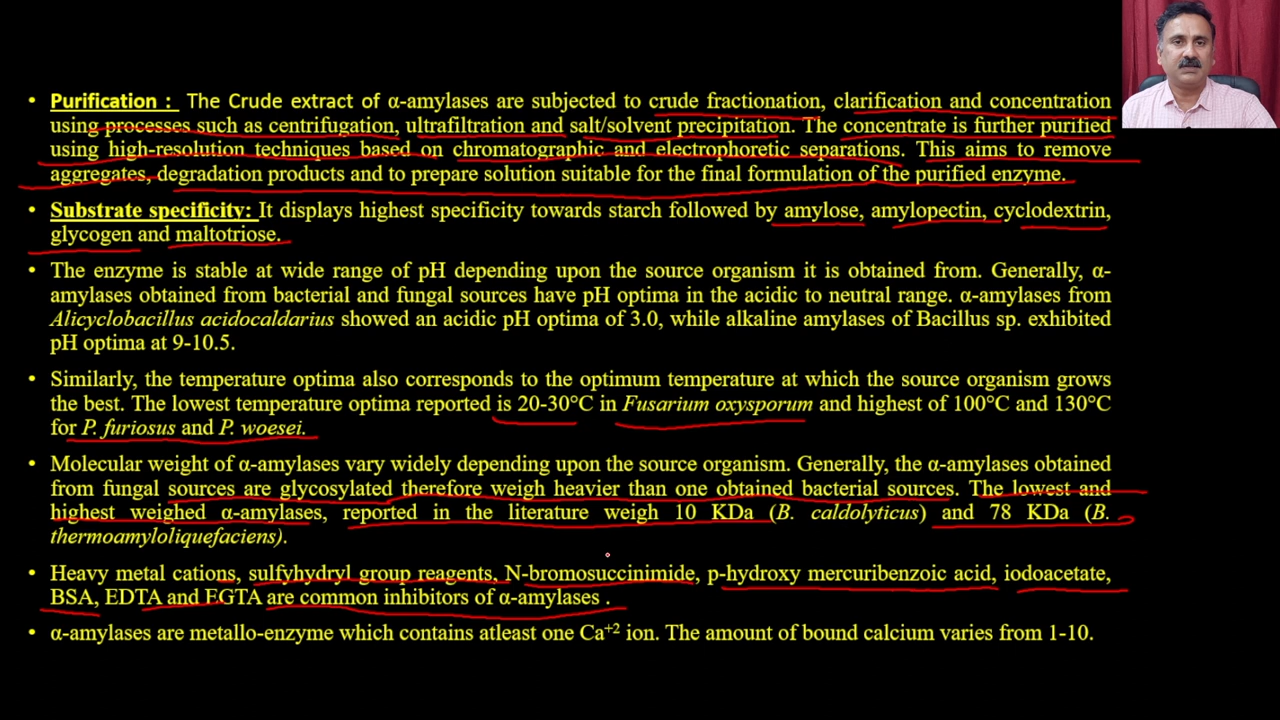 • Purification : The Crude extract of α-amylases are subjected to crude fractionation, clarification and concentration
using processes such as centrifugation, ultrafiltration and salt/solvent precipitation. The concentrate is further purified
using high-resolution techniques based on chromatographic and electrophoretic separations. This aims to remove
aggregates, degradation products and to prepare solution suitable for the final formulation of the purified enzyme.
• Substrate specificity: It displays highest specificity towards starch followed by amylose, amylopectin, cyclodextrin,
glycogen and maltotriose.
• The enzyme is stable at wide range of pH depending upon the source organism it is obtained from. Generally, α-
amylases obtained from bacterial and fungal sources have pH optima in the acidic to neutral range. α-amylases from
Alicyclobacillus acidocaldarius showed an acidic pH optima of 3.0, while alkaline amylases of Bacillus sp. exhibited
pH optima at 9-10.5.
• Similarly, the temperature optima also corresponds to the optimum temperature at which the source organism grows
the best. The lowest temperature optima reported is 20-30°C in Fusarium oxysporum and highest of 100°C and 130°C
for P. furiosus and P. woesei.
• Molecular weight of α-amylases vary widely depending upon the source organism. Generally, the α-amylases obtained
from fungal sources are glycosylated therefore weigh heavier than one obtained bacterial sources. The lowest and
highest weighed α-amylases, reported in the literature weigh 10 KDa (B. caldolyticus) and 78 KDa (B.
thermoamyloliquefaciens).
• Heavy metal cations, sulfyhydryl group reagents, N-bromosuccinimide, p-hydroxy mercuribenzoic acid, iodoacetate,
BSA, EDTA and EGTA are common inhibitors of α-amylases .
• α-amylases are metallo-enzyme which contains atleast one Ca+2 ion. The amount of bound calcium varies from 1-10.